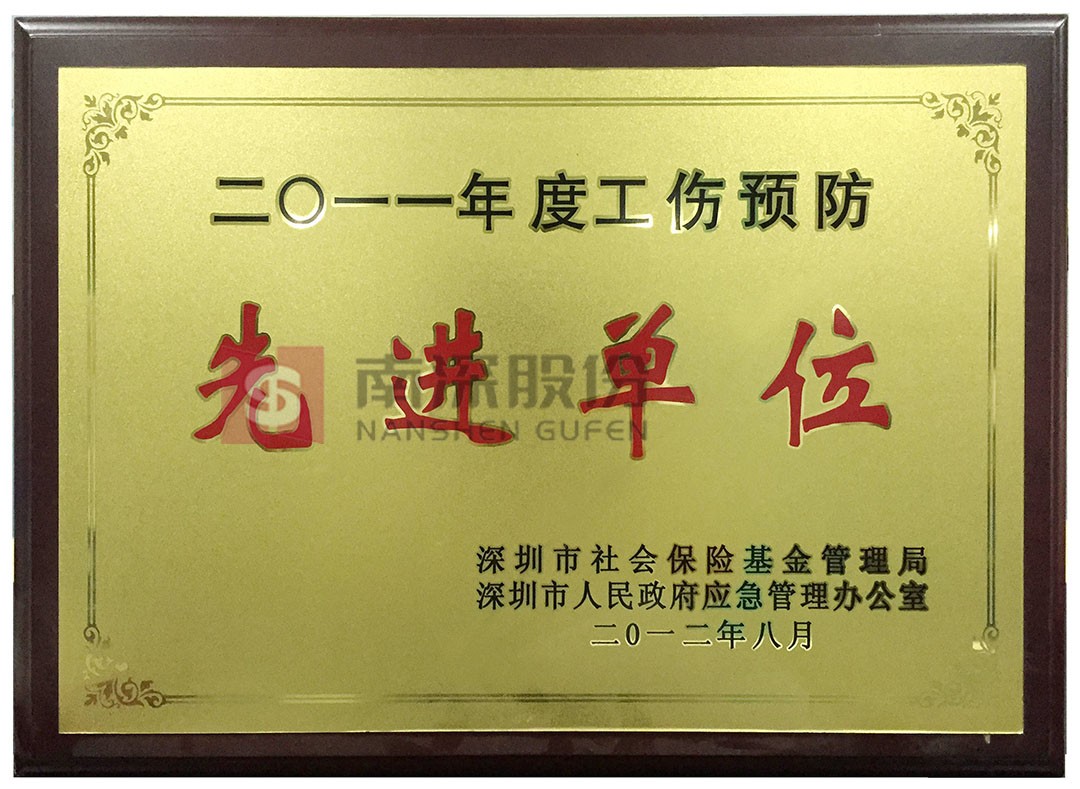 二〇一一年度工伤预防
先进单位
南深股份
NANSHEN GUFEN
深圳市社会保险基金管理局
深圳市人民政府应急管理办公室
二〇一二年八月